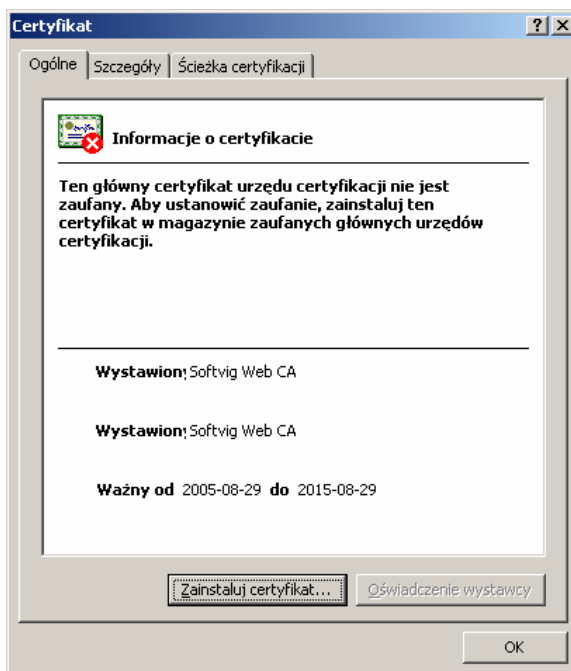 Certyfikat
Ogólne Szczegóły Ścieżka certyfikacji
Informacje o certyfikacie
Ten główny certyfikat urzędu certyfikacji nie jest
zaufany. Aby ustanowić zaufanie, zainstaluj ten
certyfikat w magazynie zaufanych głównych urzędów
certyfikacji.
Wystawiony Softvig Web CA
Wystawiony Softvig Web CA
Ważny od 2005-08-29 do 2015-08-29
Zainstaluj certyfikat... Oświadczenie wystawcy
OK